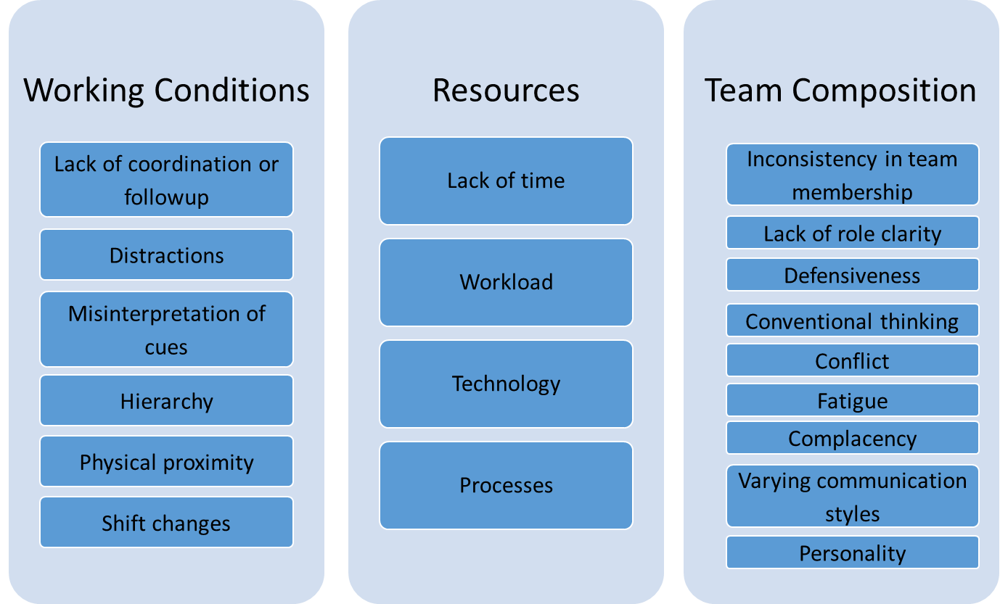 Working Conditions
Lack of coordination or
followup
Distractions
Misinterpretation of
cues
Hierarchy
Physical proximity
Shift changes
Resources
Lack of time
Workload
Technology
Processes
Team Composition
Inconsistency in team
membership
Lack of role clarity
Defensiveness
Conventional thinking
Conflict
Fatigue
Complacency
Varying communication
styles
Personality